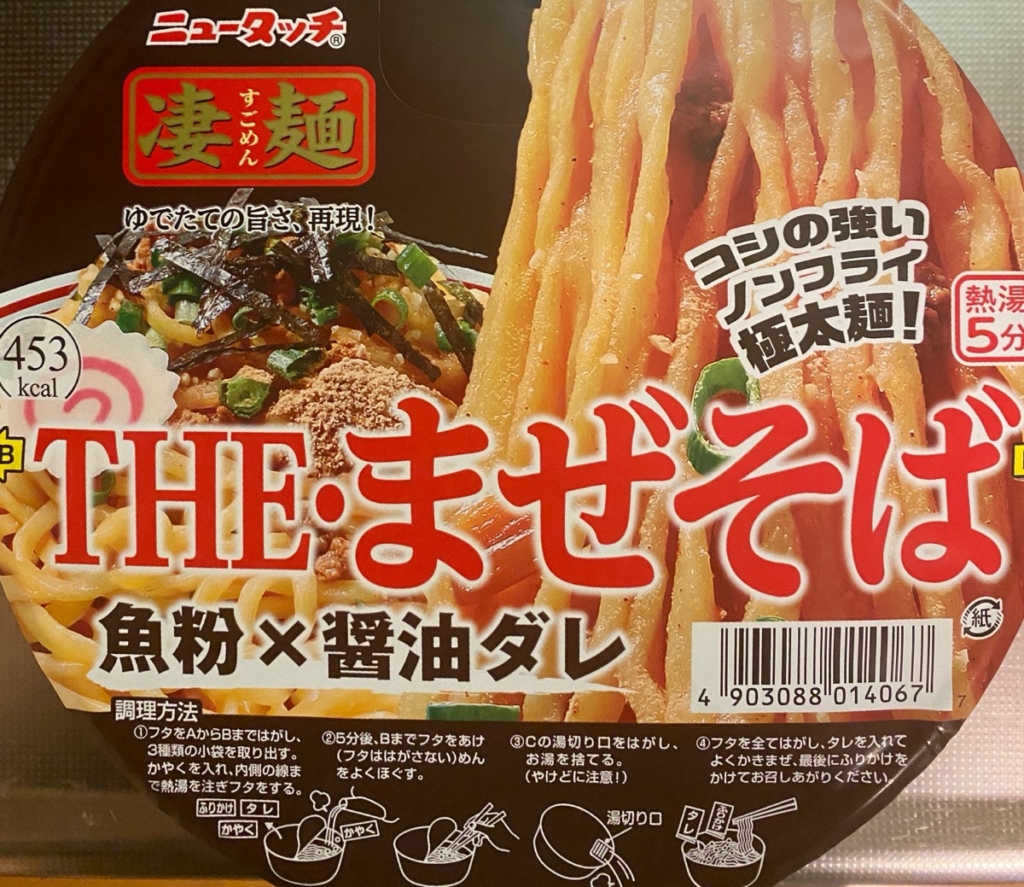 ニュータッチ®
凄麺
すごめん
ゆでたての旨さ、再現!
コシの強い
ノンフライ
極太麺!
熱湯
5分
453
kcal
B
THE・まぜそば
魚粉×醤油ダレ
紙
4 903088 014067
7
調理方法
①フタをAからBまではがし、
3種類の小袋を取り出す。
かやくを入れ、内側の線ま
で熱湯を注ぎフタをする。
②5分後、Bまでフタをあけ
(フタははがさない)めん
をよくほぐす。
③Cの湯切り口をはがし、
お湯を捨てる。
(やけどに注意!)
④フタを全てはがし、タレを入れて
よくかきまぜ、最後にふりかけを
かけてお召しあがりください。
ふりかけ タレ
かやく
かやく
湯切り口
タレ
ふりかけ